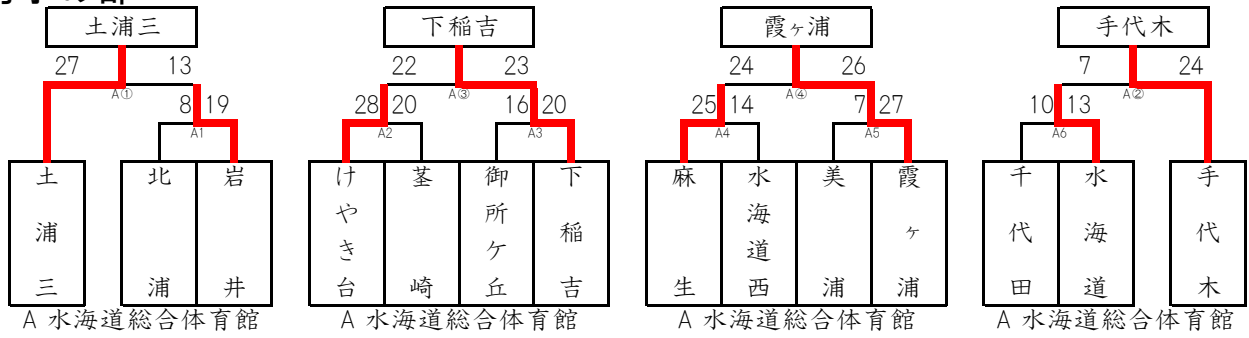 土浦三 下稲吉 霞ヶ浦 手代木
27 13 22 23 24 26 7 24
A① A③ A④ A②
8 19 28 20 16 20 25 14 7 27 10 13
A1 A2 A3 A4 A5 A6
土浦三 北浦 岩井 けやき台 茎崎 御所ケ丘 下稲吉 麻生 水海道西 美浦 霞ヶ浦 千代田 水海道 手代木
A 水海道総合体育館 A 水海道総合体育館 A 水海道総合体育館 A 水海道総合体育館